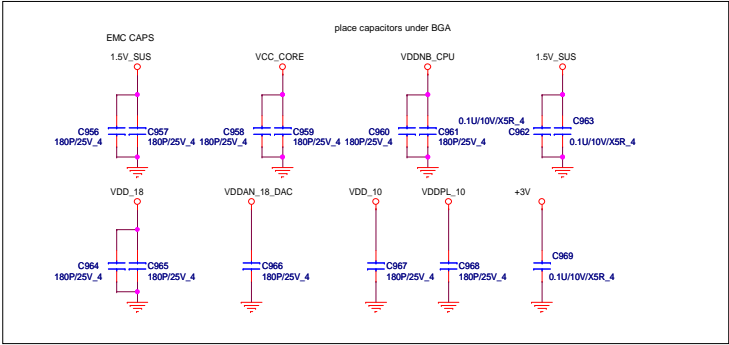 place capacitors under BGA
EMC CAPS
1.5V_SUS
VCC_CORE
VDDNB_CPU
1.5V_SUS
C956
180P/25V_4
C957
180P/25V_4
C958
180P/25V_4
C959
180P/25V_4
C960
180P/25V_4
C961
180P/25V_4
0.1U/10V/X5R_4
C962
C963
0.1U/10V/X5R_4
VDD_18
VDDAN_18_DAC
VDD_10
VDDPL_10
+3V
C964
180P/25V_4
C965
180P/25V_4
C966
180P/25V_4
C967
180P/25V_4
C968
180P/25V_4
C969
0.1U/10V/X5R_4